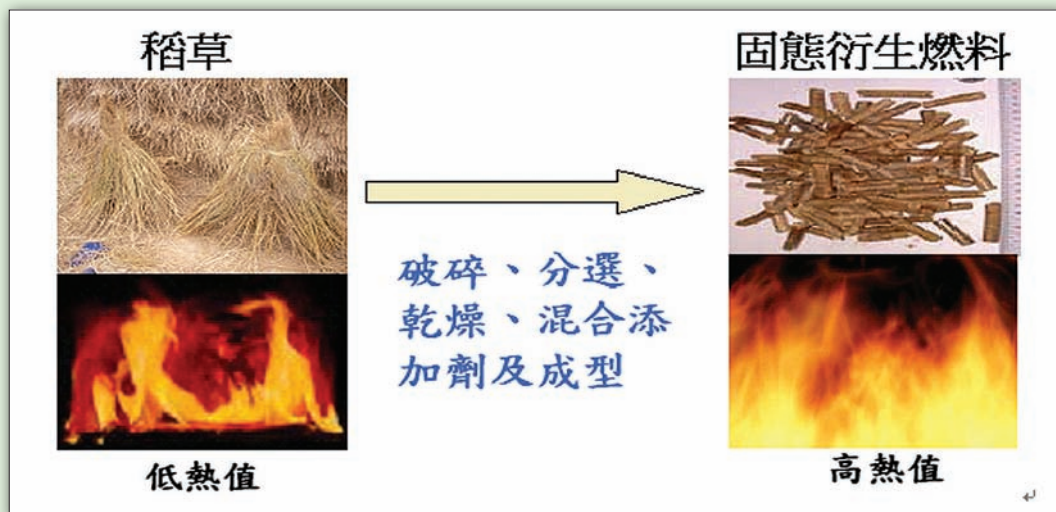 稻草
固態衍生燃料
破碎、分選、
乾燥、混合添
加劑及成型
低熱值
高熱值